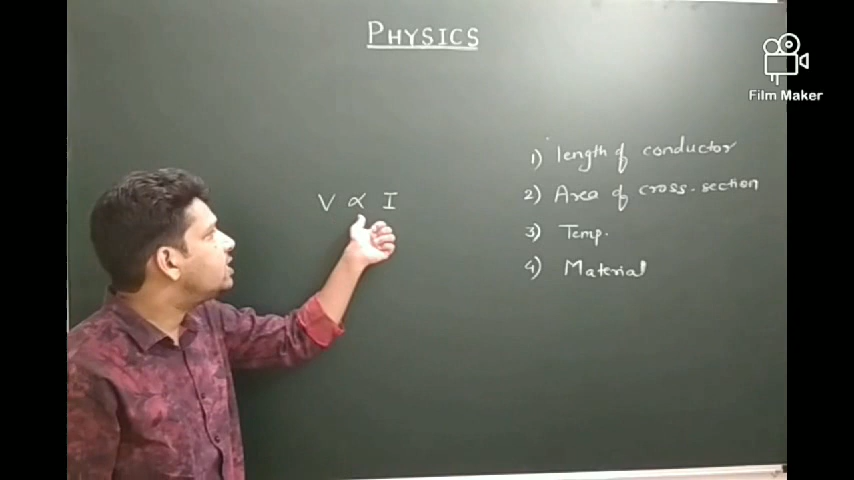 PHYSICS
Film Maker
V ∝ I
1) length of conductor
2) Area of cross-section
3) Temp.
4) Material